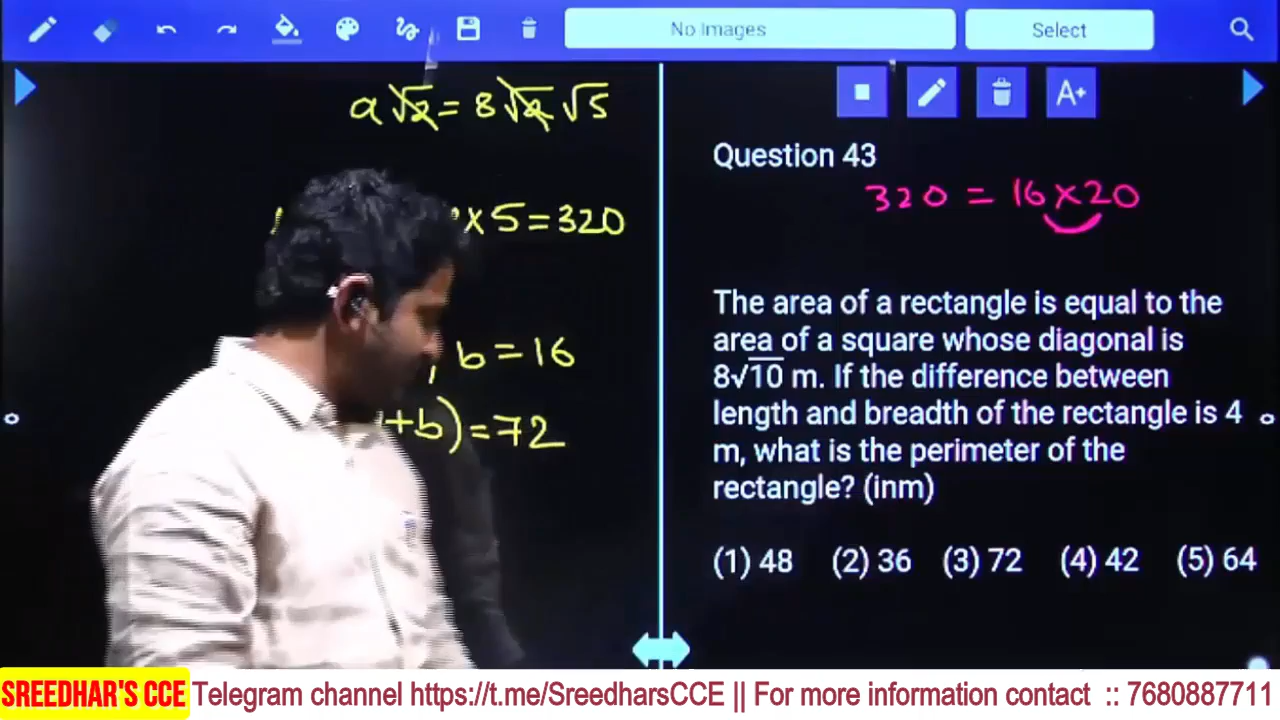 No Images
Select
A+
a√2 = 8√2 √5
x 5 = 320
, b = 16
+b) = 72
Question 43
320 = 16 x 20
The area of a rectangle is equal to the
area of a square whose diagonal is
8√10 m. If the difference between
length and breadth of the rectangle is 4
m, what is the perimeter of the
rectangle? (inm)
(1) 48 (2) 36 (3) 72 (4) 42 (5) 64
SREEDHAR'S CCE Telegram channel https://t.me/SreedharsCCE || For more information contact :: 7680887711